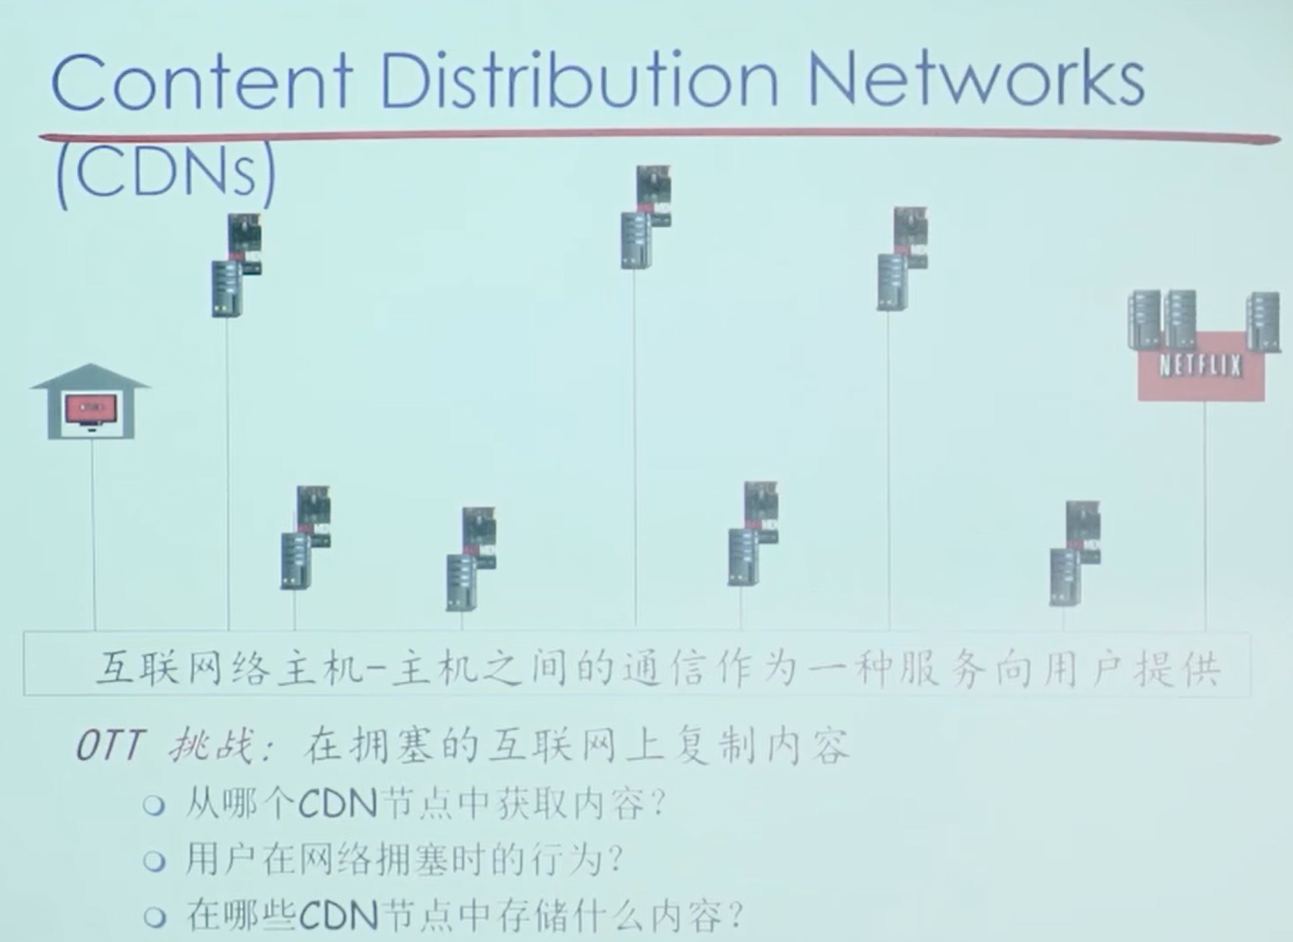 Content Distribution Networks
(CDNs)
NETFLIX
互联网络主机-主机之间的通信作为一种服务向用户提供
OTT 挑战: 在拥塞的互联网上复制内容
从哪个CDN节点中获取内容?
用户在网络拥塞时的行为?
在哪些CDN节点中存储什么内容?